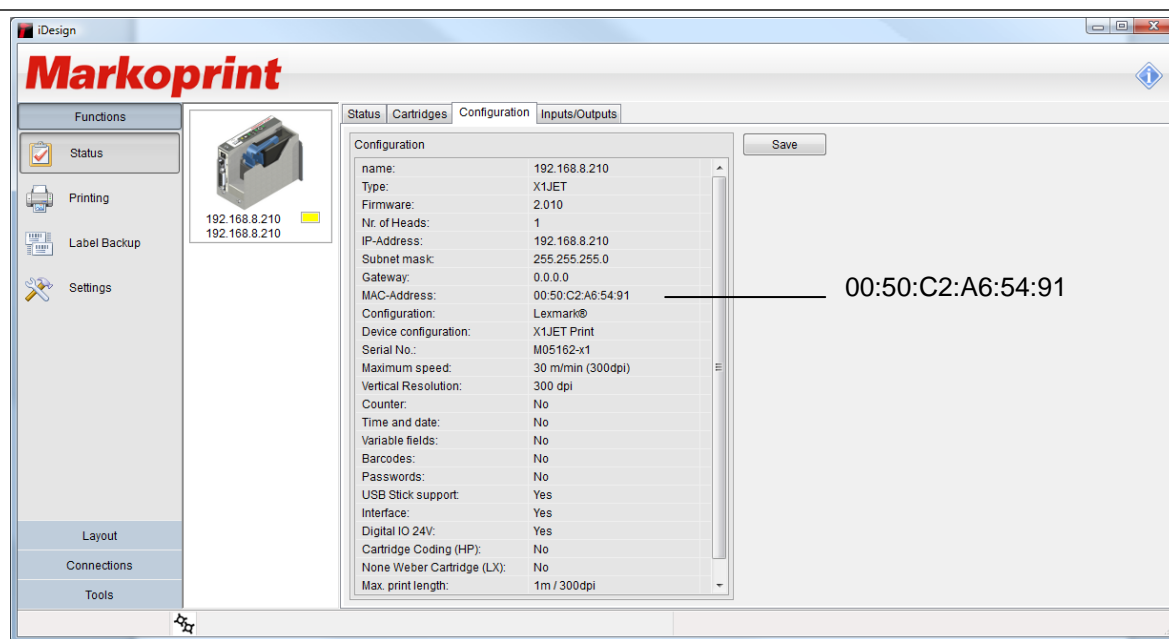 iDesign
Markoprint
Functions
Status
Printing
Label Backup
Settings
Layout
Connections
Tools
192.168.8.210
192.168.8.210
Status Cartridges Configuration Inputs/Outputs
Configuration
name: 192.168.8.210
Type: X1JET
Firmware: 2.010
Nr. of Heads: 1
IP-Address: 192.168.8.210
Subnet mask: 255.255.255.0
Gateway: 0.0.0.0
MAC-Address: 00:50:C2:A6:54:91
Configuration: Lexmark®
Device configuration: X1JET Print
Serial No.: M05162-x1
Maximum speed: 30 m/min (300dpi)
Vertical Resolution: 300 dpi
Counter: No
Time and date: No
Variable fields: No
Barcodes: No
Passwords: No
USB Stick support: Yes
Interface: Yes
Digital IO 24V: Yes
Cartridge Coding (HP): No
None Weber Cartridge (LX): No
Max. print length: 1m / 300dpi
Save
00:50:C2:A6:54:91